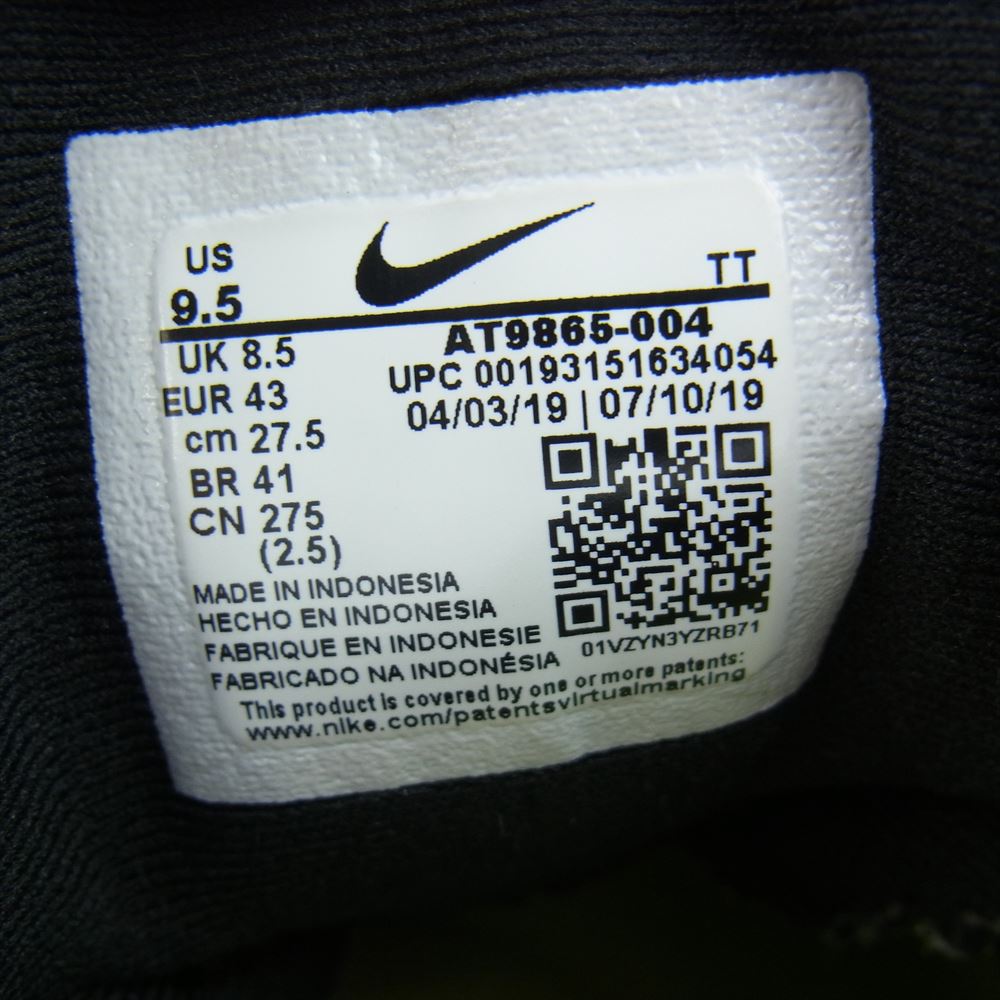 US
TT
9.5
UK 8.5
EUR 43
cm 27.5
BR 41
CN 275
(2.5)
AT9865-004
UPC 00193151634054
04/03/19 | 07/10/19
01VZYN3YZRB71
MADE IN INDONESIA
HECHO EN INDONESIA
FABRIQUE EN INDONESIE
FABRICADO NA INDONÉSIA
This product is covered by one or more patents:
www.nike.com/patentsvirtualmarking